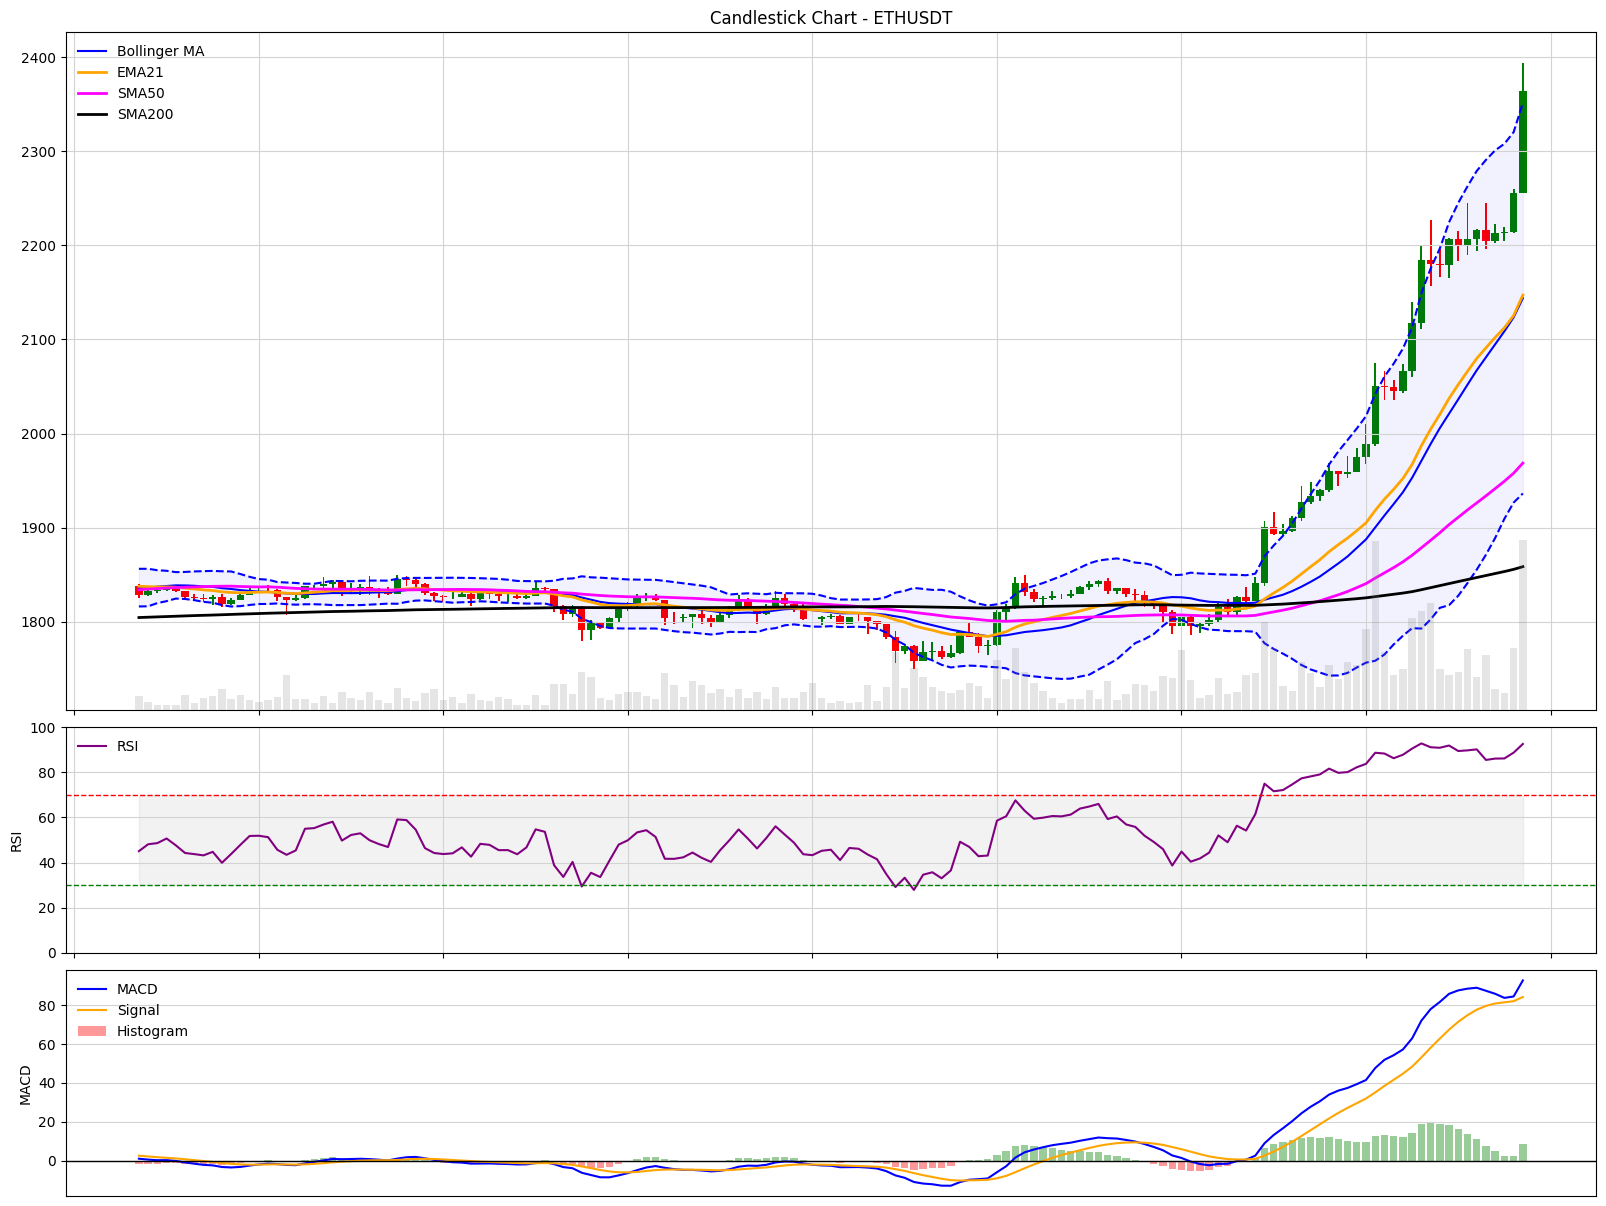 Candlestick Chart - ETHUSDT
Bollinger MA
EMA21
SMA50
SMA200
2400
2300
2200
2100
2000
1900
1800
RSI
RSI
100
80
60
40
20
0
MACD
Signal
Histogram
MACD
80
60
40
20
0